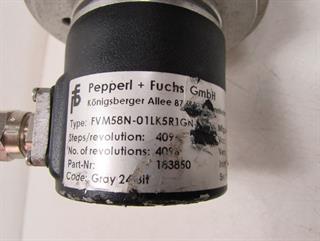 Pepperl + Fuchs GmbH
Königsberger Allee 87
Type: FVM58N-01LK5R1GN
Steps/revolution: 409
No. of revolutions: 409
Part-Nr: 183850
Code: Gray 24 Bit